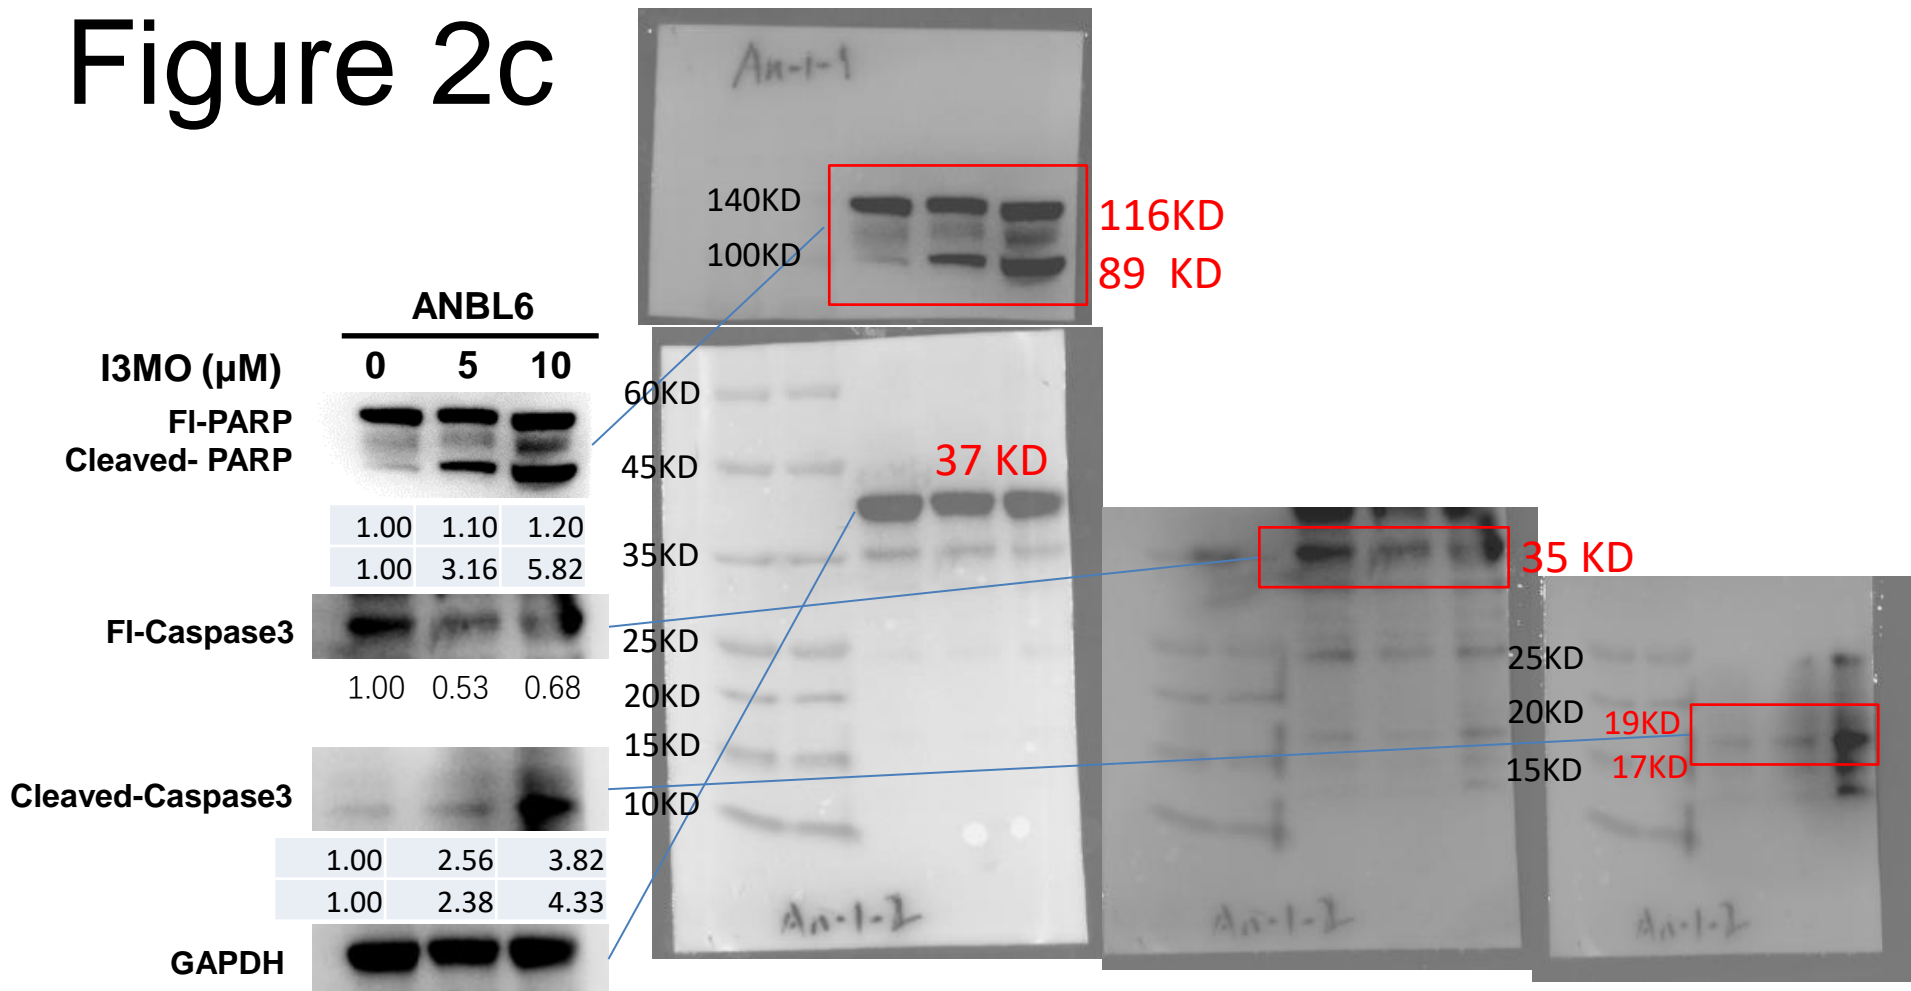 Figure 2c
An-1-1
140KD
100KD
116KD
89 KD
ANBL6
I3MO (μM) 0 5 10
FI-PARP
Cleaved- PARP
1.00 1.10 1.20
1.00 3.16 5.82
FI-Caspase3
1.00 0.53 0.68
Cleaved-Caspase3
1.00 2.56 3.82
1.00 2.38 4.33
GAPDH
60KD
45KD
37 KD
35KD
25KD
20KD
15KD
10KD
An-1-2
35 KD
An-1-2
25KD
20KD
19KD
15KD
17KD
An-1-2